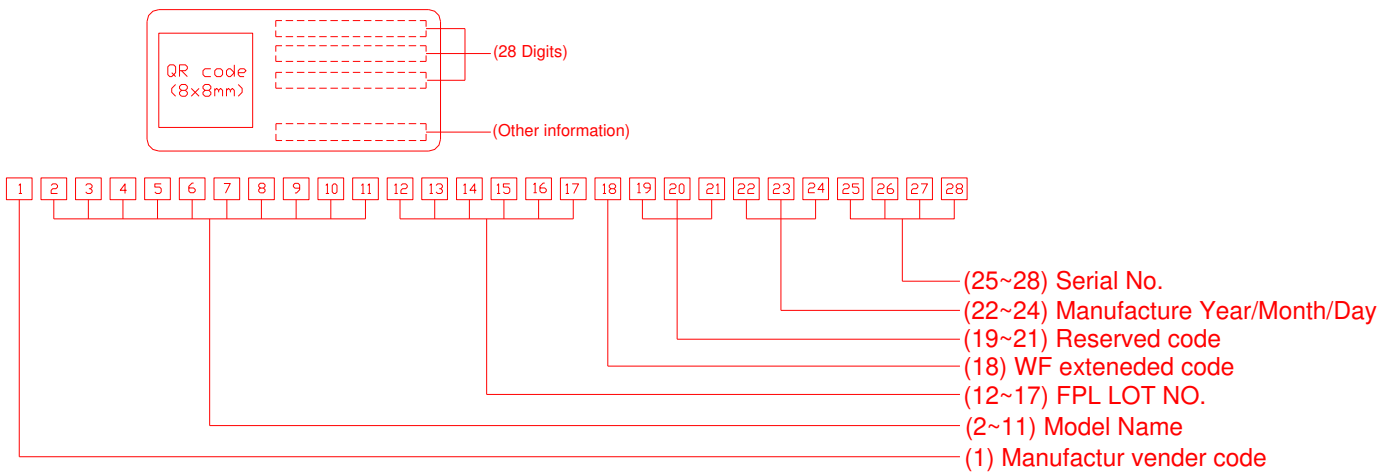 QR code
(8x8mm)
(28 Digits)
(Other information)
1 2 3 4 5 6 7 8 9 10 11 12 13 14 15 16 17 18 19 20 21 22 23 24 25 26 27 28
(25~28) Serial No.
(22~24) Manufacture Year/Month/Day
(19~21) Reserved code
(18) WF exteneded code
(12~17) FPL LOT NO.
(2~11) Model Name
(1) Manufactur vender code